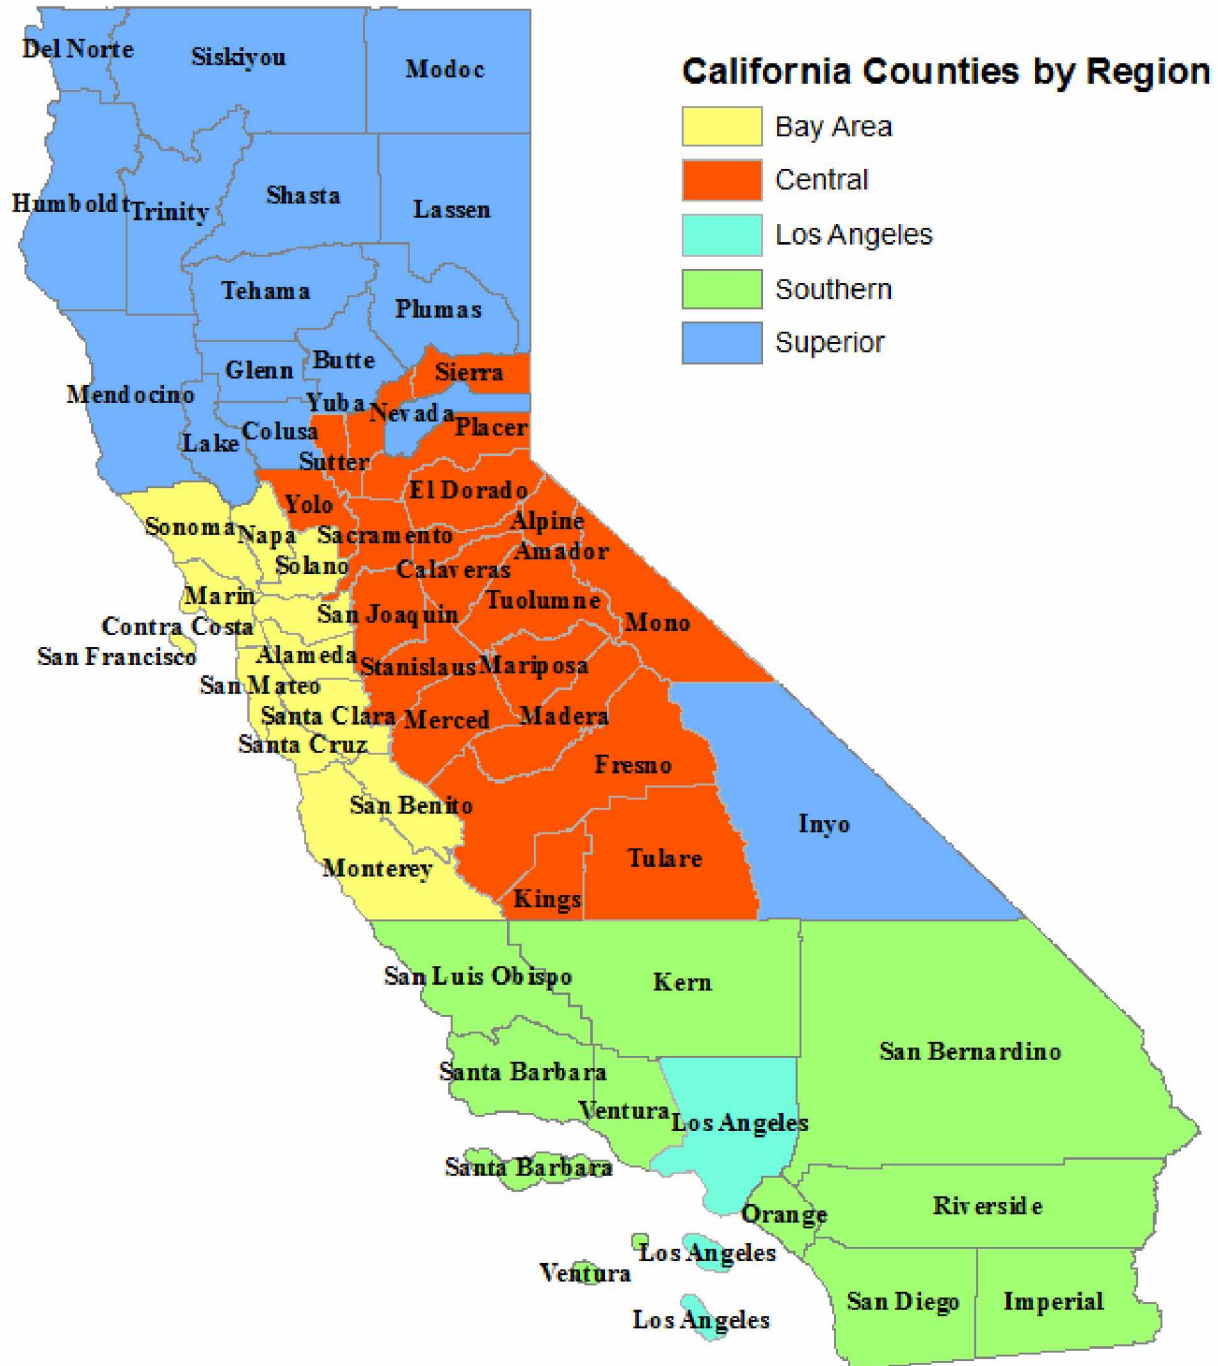 California Counties by Region
Bay Area
Central
Los Angeles
Southern
Superior
Del Norte
Siskiyou
Modoc
Humboldt
Trinity
Shasta
Lassen
Tehama
Plumas
Mendocino
Glenn
Butte
Sierra
Yuba
Nevada
Lake
Colusa
Placer
Sutter
El Dorado
Yolo
Sonoma
Napa
Sacramento
Alpine
Amador
Solano
Calaveras
Marin
San Joaquin
Tuolumne
Mono
Contra Costa
San Francisco
Alameda
Stanislaus
Mariposa
San Mateo
Santa Clara
Merced
Madera
Santa Cruz
Fresno
San Benito
Inyo
Monterey
Tulare
Kings
San Luis Obispo
Kern
San Bernardino
Santa Barbara
Ventura
Los Angeles
Santa Barbara
Orange
Riverside
Los Angeles
Ventura
San Diego
Imperial
Los Angeles